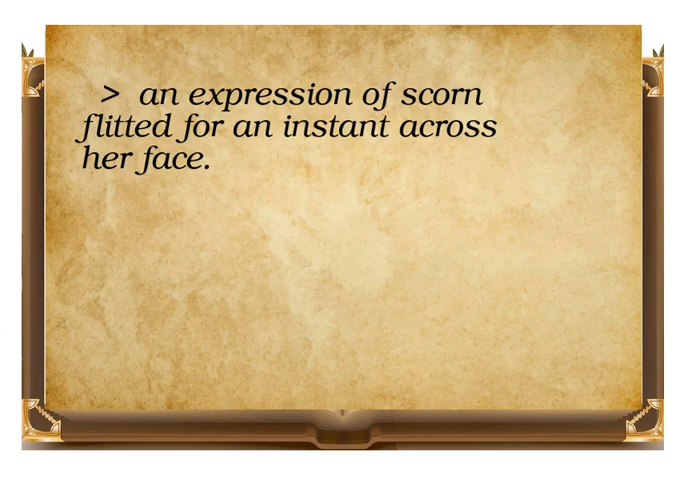 > an expression of scorn
flitted for an instant across
her face.